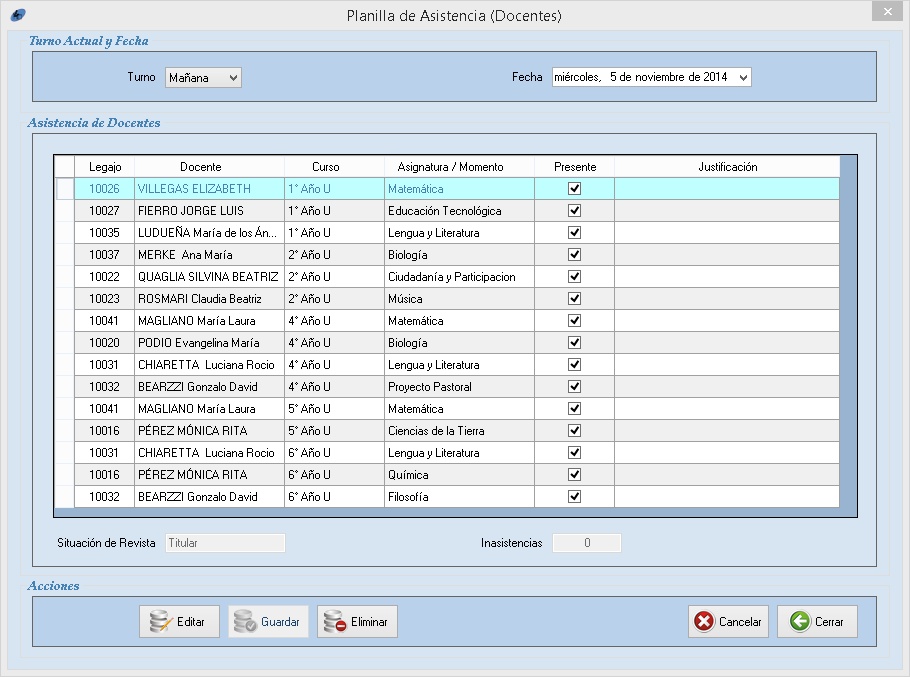 Planilla de Asistencia (Docentes)
Turno Actual y Fecha
Turno Mañana Fecha miércoles, 5 de noviembre de 2014
Asistencia de Docentes
Legajo Docente Curso Asignatura / Momento Presente Justificación
10026 VILLEGAS ELIZABETH 1° Año U Matemática
10027 FIERRO JORGE LUIS 1° Año U Educación Tecnológica
10035 LUDUEÑA María de los Án... 1° Año U Lengua y Literatura
10037 MERKE Ana María 2° Año U Biología
10022 QUAGLIA SILVINA BEATRIZ 2° Año U Ciudadanía y Participacion
10023 ROSMARI Claudia Beatriz 2° Año U Música
10041 MAGLIANO María Laura 4° Año U Matemática
10020 PODIO Evangelina María 4° Año U Biología
10031 CHIARETTA Luciana Rocio 4° Año U Lengua y Literatura
10032 BEARZZI Gonzalo David 4° Año U Proyecto Pastoral
10041 MAGLIANO María Laura 5° Año U Matemática
10016 PÉREZ MÓNICA RITA 5° Año U Ciencias de la Tierra
10031 CHIARETTA Luciana Rocio 6° Año U Lengua y Literatura
10016 PÉREZ MÓNICA RITA 6° Año U Química
10032 BEARZZI Gonzalo David 6° Año U Filosofía
Situación de Revista Titular Inasistencias 0
Acciones
Editar Guardar Eliminar Cancelar Cerrar